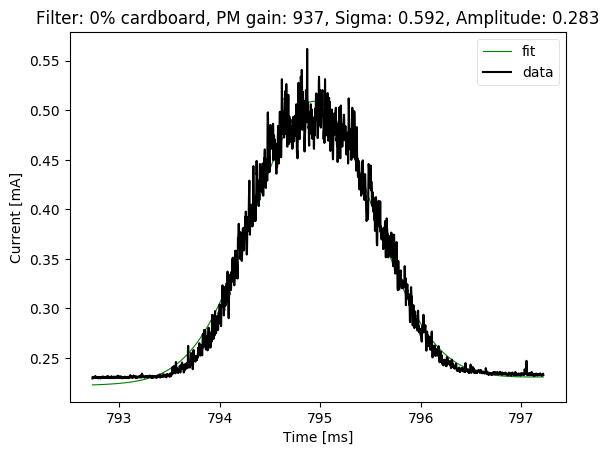 Filter: 0% cardboard, PM gain: 937, Sigma: 0.592, Amplitude: 0.283
fit
data
0.55
0.50
0.45
0.40
0.35
0.30
0.25
Current [mA]
793 794 795 796 797
Time [ms]